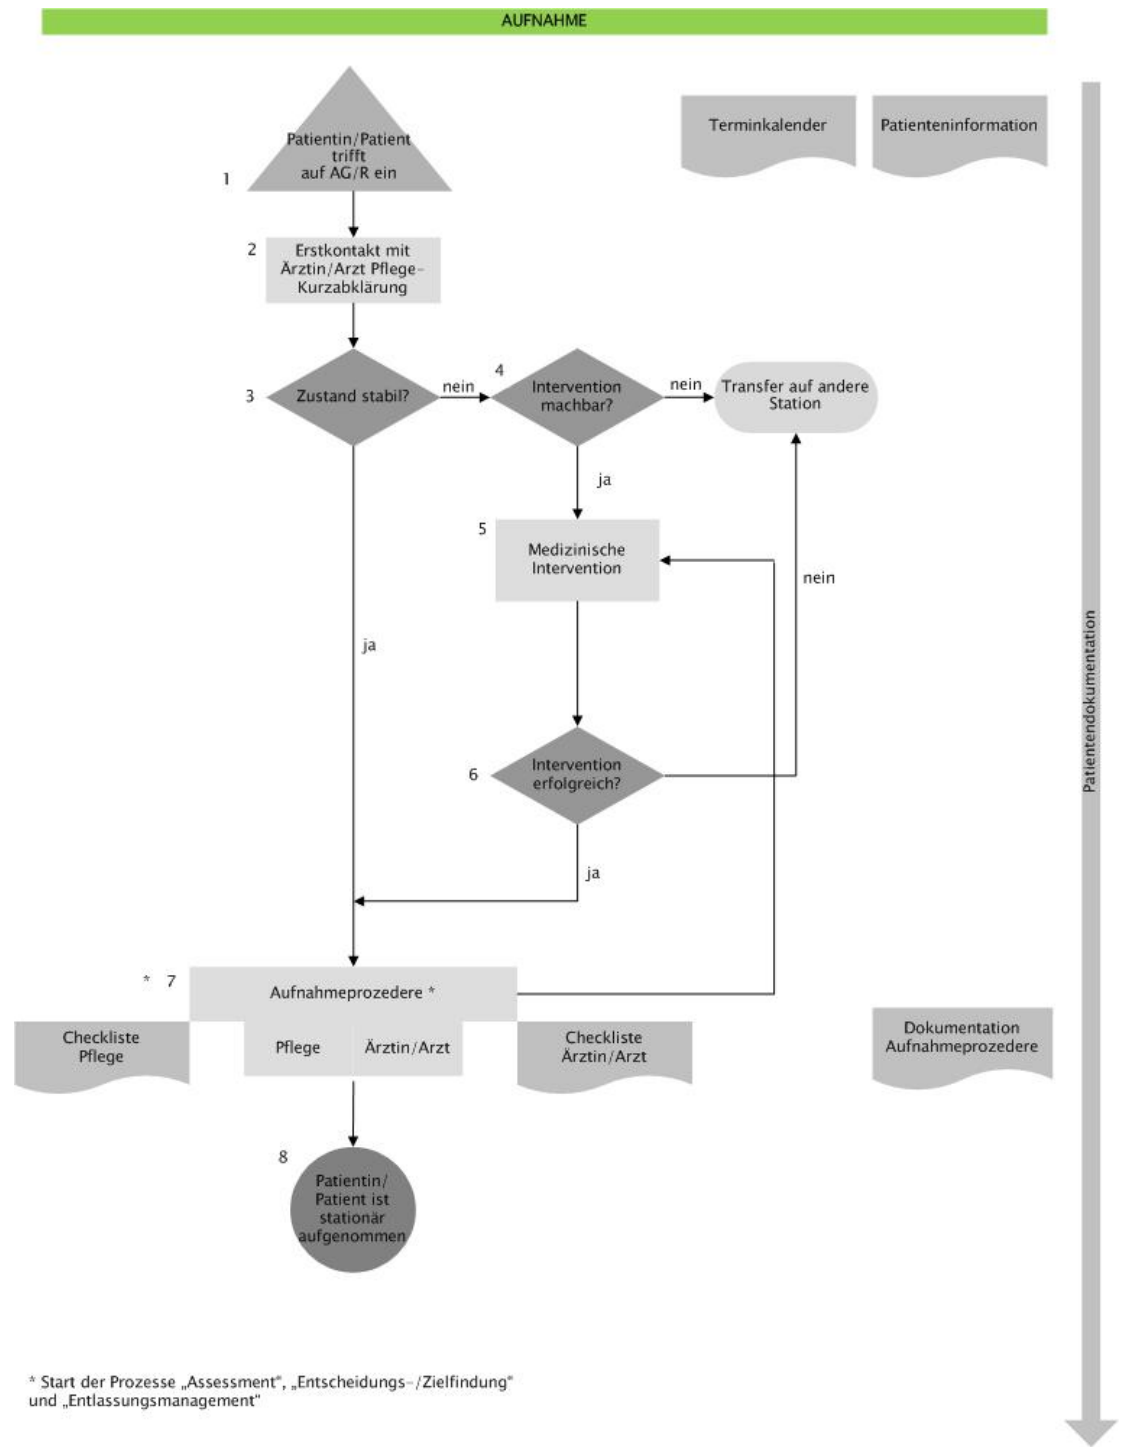 AUFNAHME
Patientin/Patient
trifft
auf AG/R ein
1
Terminkalender
Patienteninformation
2
Erstkontakt mit
Ärztin/Arzt Pflege-
Kurzabklärung
3
Zustand stabil?
nein
4
Intervention
machbar?
nein
Transfer auf andere
Station
ja
5
Medizinische
Intervention
nein
ja
6
Intervention
erfolgreich?
ja
* 7
Aufnahmeprozedere *
Checkliste
Pflege
Pflege
Ärztin/Arzt
Checkliste
Ärztin/Arzt
Dokumentation
Aufnahmeprozedere
8
Patientin/
Patient ist
stationär
aufgenommen
Patientendokumentation
* Start der Prozesse „Assessment“, „Entscheidungs-/Zielfindung“
und „Entlassungsmanagement“